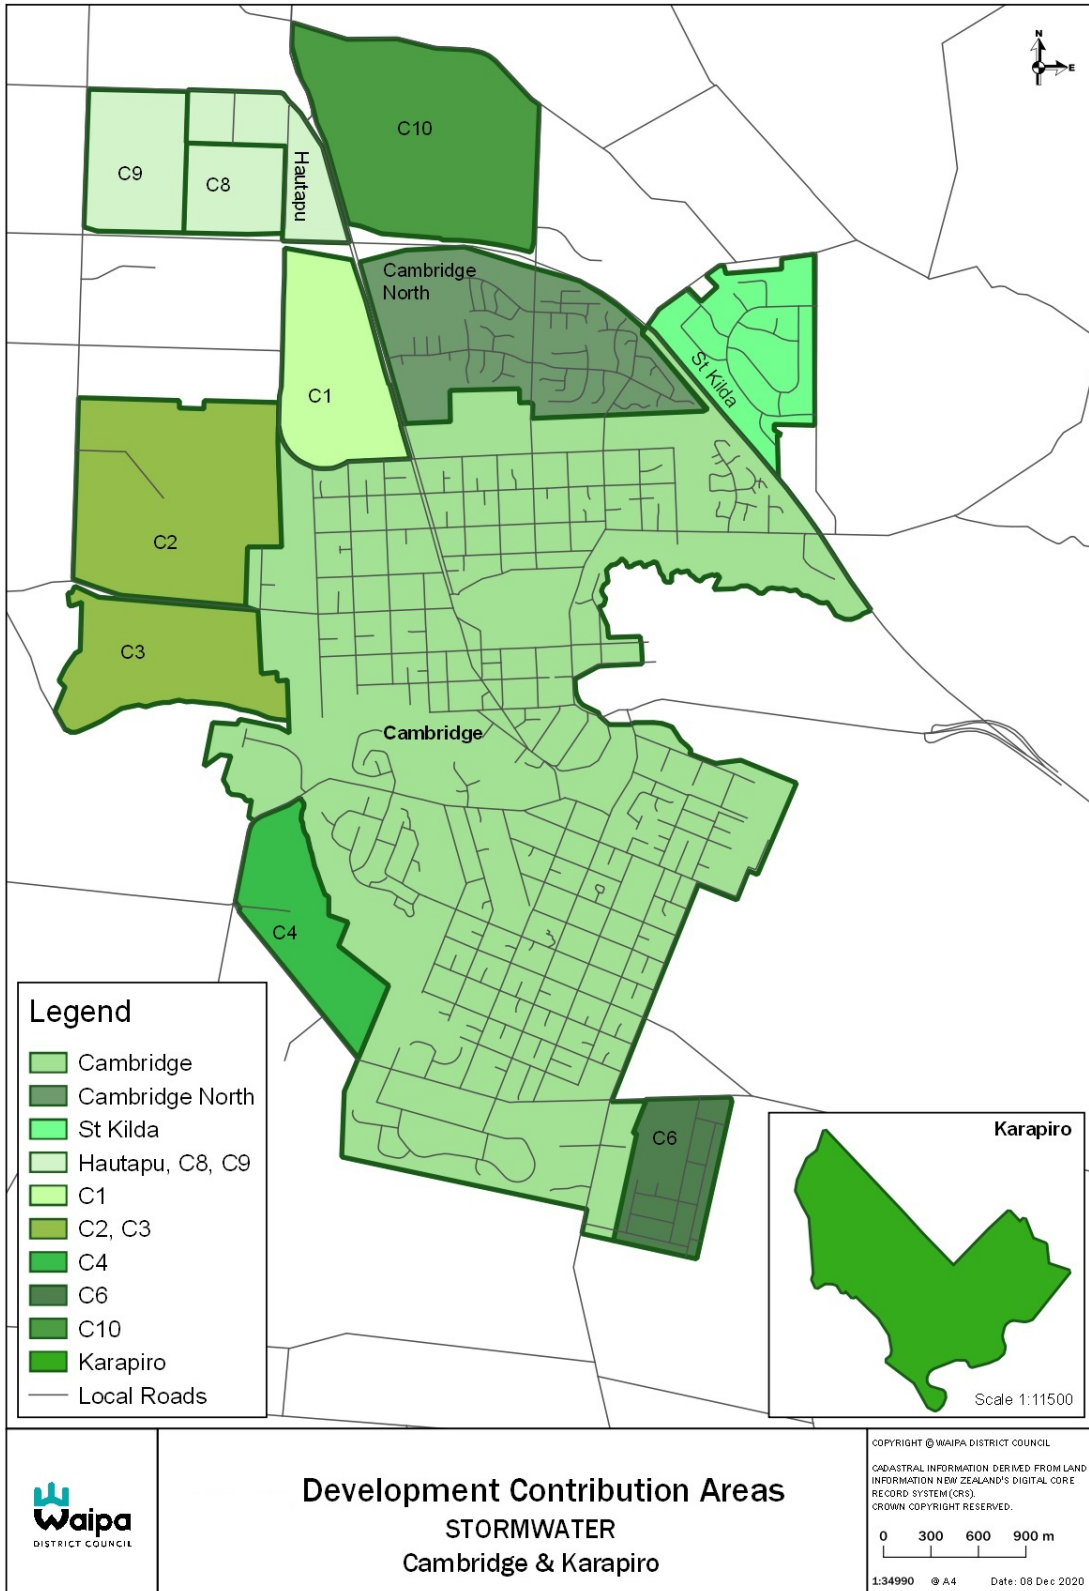 N
E
C10
C9
C8
Hautapu
Cambridge
North
St Kilda
C1
C2
C3
Cambridge
C4
C6
Legend
Cambridge
Cambridge North
St Kilda
Hautapu, C8, C9
C1
C2, C3
C4
C6
C10
Karapiro
Local Roads
Karapiro
Scale 1:11500
Waipa
DISTRICT COUNCIL
Development Contribution Areas
STORMWATER
Cambridge & Karapiro
COPYRIGHT © WAIPA DISTRICT COUNCIL
CADASTRAL INFORMATION DERIVED FROM LAND
INFORMATION NEW ZEALAND'S DIGITAL CORE
RECORD SYSTEM (CRS).
CROWN COPYRIGHT RESERVED.
0 300 600 900 m
1:34990 @ A4 Date: 08 Dec 2020